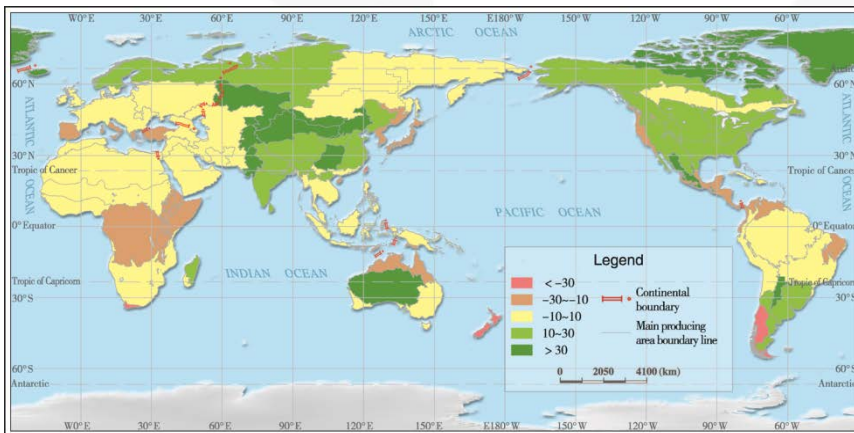 ARCTIC OCEAN
60°N
ATLANTIC
OCEAN
30°N
Tropic of Cancer
0° Equator
Tropic of Capricorn
30°S
60°S
Antarctic
INDIAN OCEAN
PACIFIC OCEAN
60°N
ATLANTIC
OCEAN
30°N
Tropic of Cancer
0° Equator
Tropic of Capricorn
30°S
60°S
Antarctic
Legend
< -30
-30~-10
-10~10
10~30
> 30
Continental
boundary
Main producing
area boundary line
0 2050 4100 (km)
W0°E 30°E 60°E 90°E 120°E 150°E E180°W 150°W 120°W 90°W 60°W
W0°E 30°E 60°E 90°E 120°E 150°E E180°W 150°W 120°W 90°W 60°W